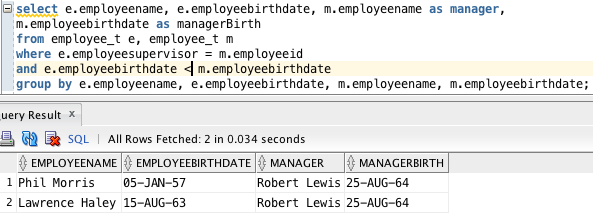 select e.employeename, e.employeebirthdate, m.employeename as manager,
m.employeebirthdate as managerBirth
from employee_t e, employee_t m
where e.employeesupervisor = m.employeeid
and e.employeebirthdate < m.employeebirthdate
group by e.employeename, e.employeebirthdate, m.employeename, m.employeebirthdate;
uery Result x
SQL | All Rows Fetched: 2 in 0.034 seconds
EMPLOYEENAME EMPLOYEEBIRTHDATE MANAGER MANAGERBIRTH
1 Phil Morris 05-JAN-57 Robert Lewis 25-AUG-64
2 Lawrence Haley 15-AUG-63 Robert Lewis 25-AUG-64